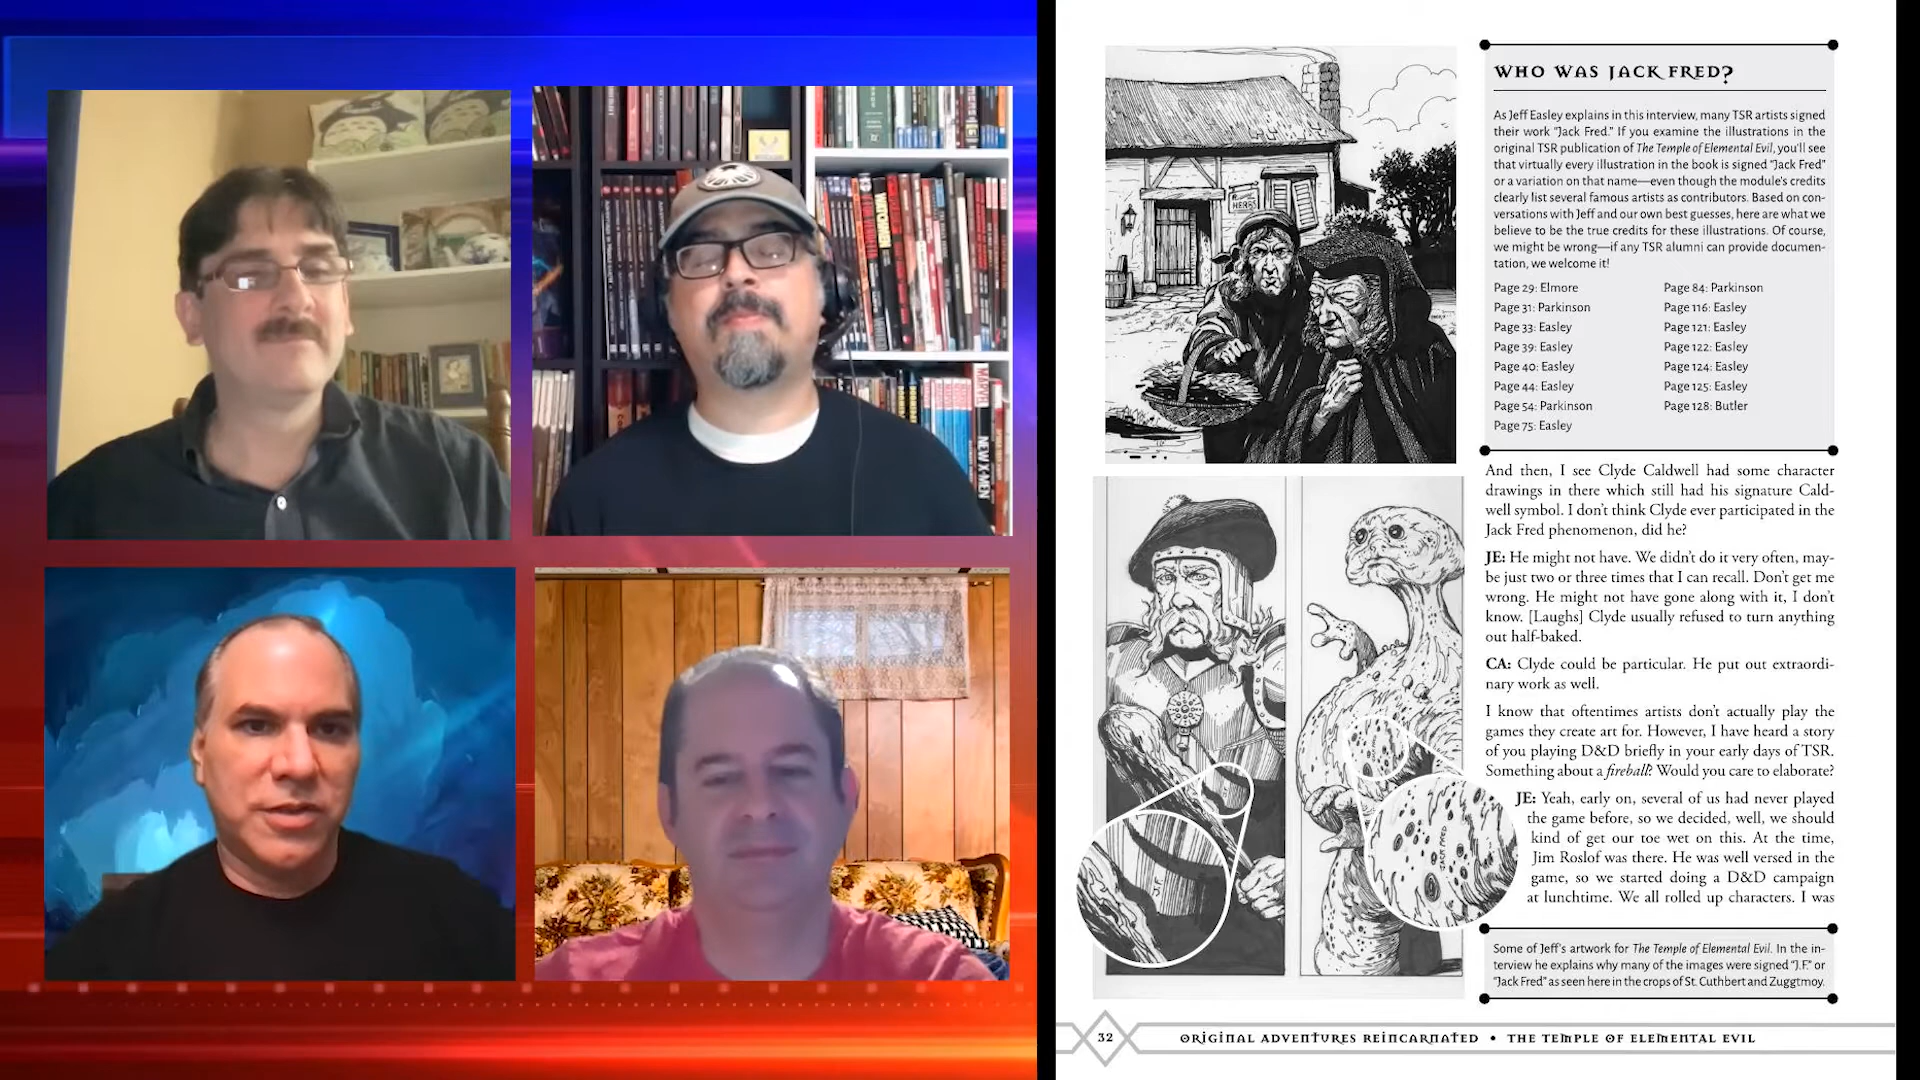 NEW X-MEN
HERBS
WHO WAS JACK FRED?
As Jeff Easley explains in this interview, many TSR artists signed
their work “Jack Fred.” If you examine the illustrations in the
original TSR publication of The Temple of Elemental Evil, you’ll see
that virtually every illustration in the book is signed “Jack Fred”
or a variation on that name—even though the module’s credits
clearly list several famous artists as contributors. Based on con-
versations with Jeff and our own best guesses, here are what we
believe to be the true credits for these illustrations. Of course,
we might be wrong—if any TSR alumni can provide documen-
tation, we welcome it!
Page 29: Elmore
Page 31: Parkinson
Page 33: Easley
Page 39: Easley
Page 40: Easley
Page 44: Easley
Page 54: Parkinson
Page 75: Easley
Page 84: Parkinson
Page 116: Easley
Page 121: Easley
Page 122: Easley
Page 124: Easley
Page 125: Easley
Page 128: Butler
And then, I see Clyde Caldwell had some character
drawings in there which still had his signature Cald-
well symbol. I don’t think Clyde ever participated in the
Jack Fred phenomenon, did he?
JE: He might not have. We didn’t do it very often, may-
be just two or three times that I can recall. Don’t get me
wrong. He might not have gone along with it, I don’t
know. [Laughs] Clyde usually refused to turn anything
out half-baked.
CA: Clyde could be particular. He put out extraordi-
nary work as well.
I know that oftentimes artists don’t actually play the
games they create art for. However, I have heard a story
of you playing D&D briefly in your early days of TSR.
Something about a fireball? Would you care to elaborate?
JE: Yeah, early on, several of us had never played
the game before, so we decided, well, we should
kind of get our toe wet on this. At the time,
Jim Roslof was there. He was well versed in the
game, so we started doing a D&D campaign
at lunchtime. We all rolled up characters. I was
J.F.
JACK FRED
Some of Jeff’s artwork for The Temple of Elemental Evil. In the in-
terview he explains why many of the images were signed “J.F.” or
“Jack Fred” as seen here in the crops of St. Cuthbert and Zuggtmoy.
32
ORIGINAL ADVENTURES REINCARNATED • THE TEMPLE OF ELEMENTAL EVIL